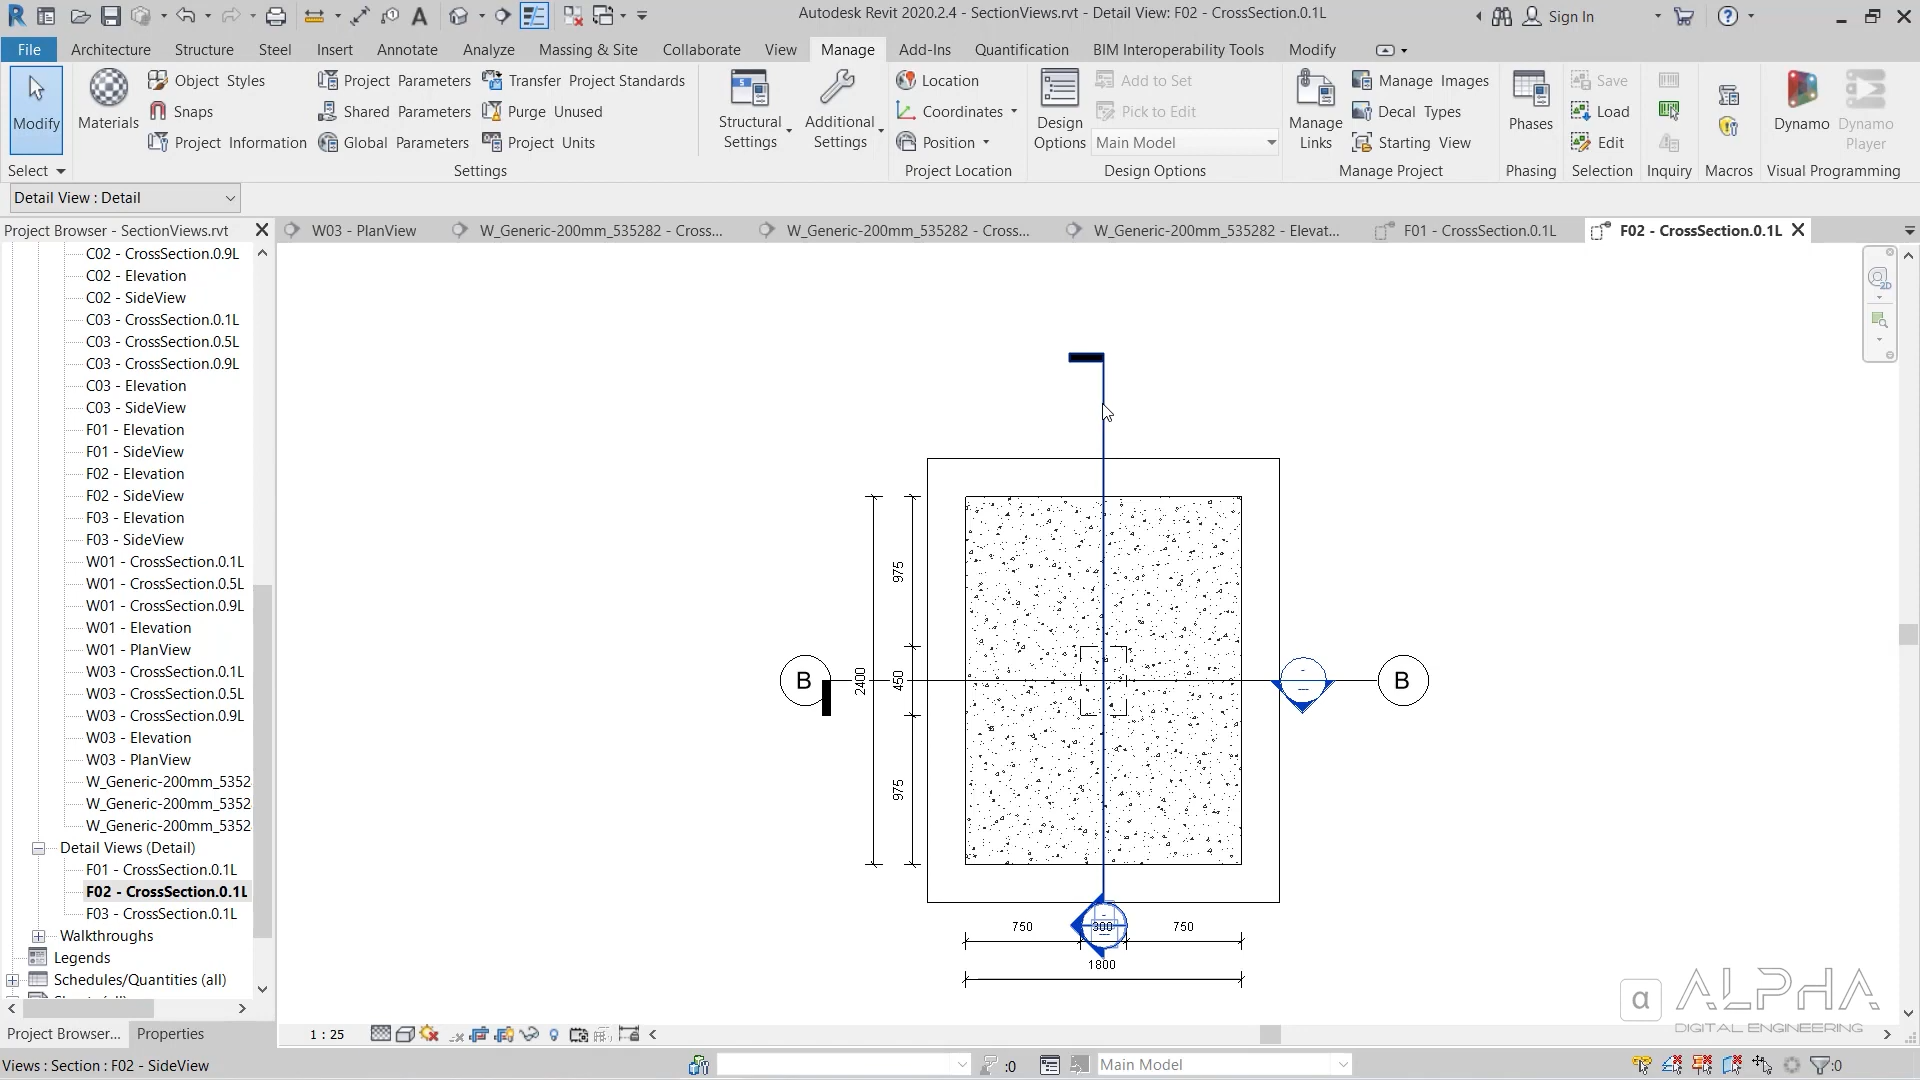 Autodesk Revit 2020.2.4 - SectionViews.rvt - Detail View: F02 - CrossSection.0.1L
Sign In
File Architecture Structure Steel Insert Annotate Analyze Massing & Site Collaborate View Manage Add-Ins Quantification BIM Interoperability Tools Modify
Modify
Materials
Object Styles
Snaps
Project Information
Project Parameters
Shared Parameters
Global Parameters
Transfer Project Standards
Purge Unused
Project Units
Structural Settings
Additional Settings
Location
Coordinates
Position
Design Options
Add to Set
Pick to Edit
Main Model
Manage Links
Manage Images
Decal Types
Starting View
Phases
Save
Load
Edit
Dynamo
Dynamo Player
Select Settings Project Location Design Options Manage Project Phasing Selection Inquiry Macros Visual Programming
Detail View : Detail
Project Browser - SectionViews.rvt
W03 - PlanView
W_Generic-200mm_535282 - Cross...
W_Generic-200mm_535282 - Cross...
W_Generic-200mm_535282 - Elevat...
F01 - CrossSection.0.1L
F02 - CrossSection.0.1L
C02 - CrossSection.0.9L
C02 - Elevation
C02 - SideView
C03 - CrossSection.0.1L
C03 - CrossSection.0.5L
C03 - CrossSection.0.9L
C03 - Elevation
C03 - SideView
F01 - Elevation
F01 - SideView
F02 - Elevation
F02 - SideView
F03 - Elevation
F03 - SideView
W01 - CrossSection.0.1L
W01 - CrossSection.0.5L
W01 - CrossSection.0.9L
W01 - Elevation
W01 - PlanView
W03 - CrossSection.0.1L
W03 - CrossSection.0.5L
W03 - CrossSection.0.9L
W03 - Elevation
W03 - PlanView
W_Generic-200mm_5352
W_Generic-200mm_5352
W_Generic-200mm_5352
Detail Views (Detail)
F01 - CrossSection.0.1L
F02 - CrossSection.0.1L
F03 - CrossSection.0.1L
Walkthroughs
Legends
Schedules/Quantities (all)
Project Browser... Properties
975
2400
450
975
B
B
750
300
750
1800
2D
α ALPHA
DIGITAL ENGINEERING
1 : 25
Views : Section : F02 - SideView
:0
Main Model
:0